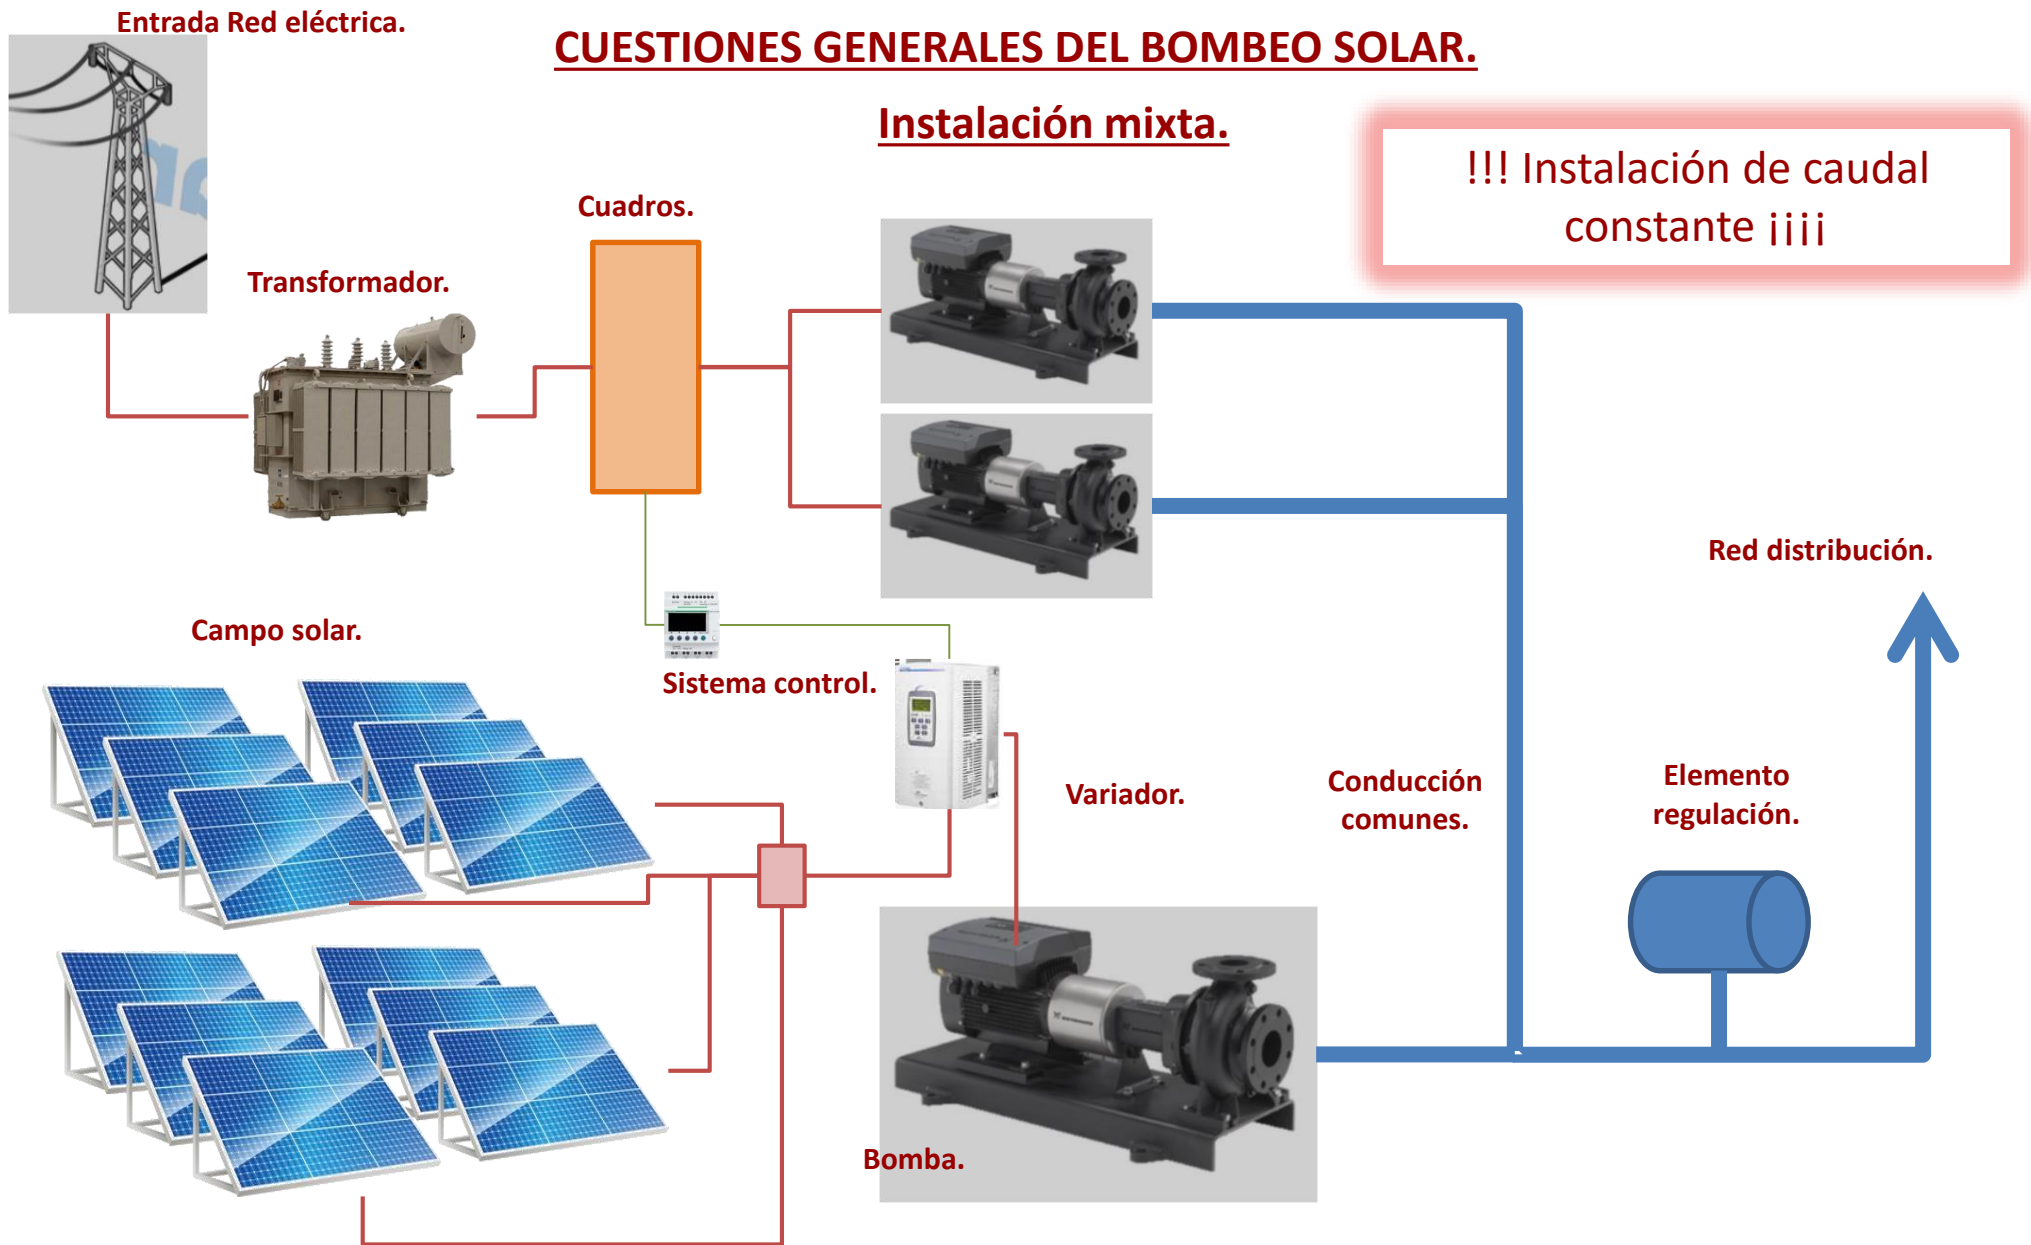 Entrada Red eléctrica.
CUESTIONES GENERALES DEL BOMBEO SOLAR.
Instalación mixta.
!!! Instalación de caudal
constante ¡¡¡¡
Cuadros.
Transformador.
Red distribución.
Campo solar.
Sistema control.
Variador.
Conducción
comunes.
Elemento
regulación.
Bomba.